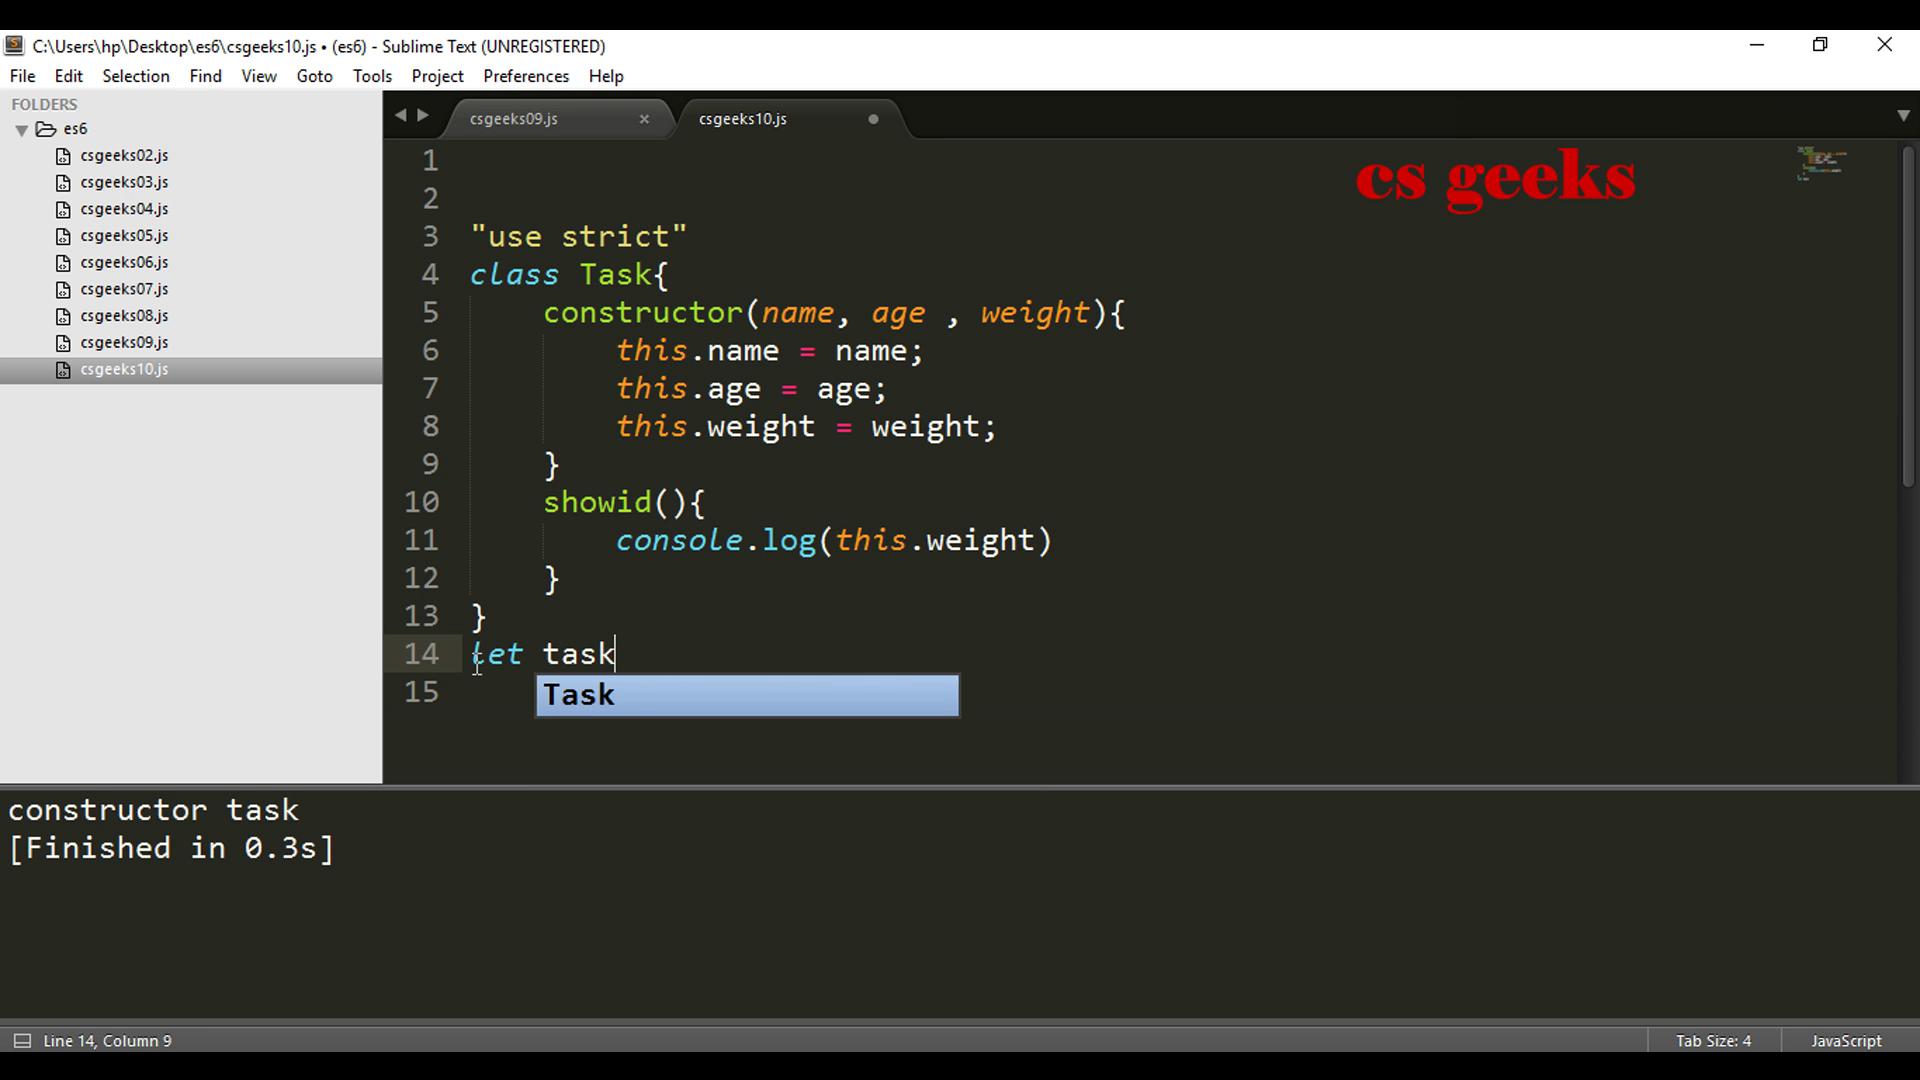 C:\Users\hp\Desktop\es6\csgeeks10.js • (es6) - Sublime Text (UNREGISTERED)
File Edit Selection Find View Goto Tools Project Preferences Help
FOLDERS
es6
csgeeks02.js
csgeeks03.js
csgeeks04.js
csgeeks05.js
csgeeks06.js
csgeeks07.js
csgeeks08.js
csgeeks09.js
csgeeks10.js
csgeeks09.js csgeeks10.js
cs geeks
1
2
3 "use strict"
4 class Task{
5 constructor(name, age , weight){
6 this.name = name;
7 this.age = age;
8 this.weight = weight;
9 }
10 showid(){
11 console.log(this.weight)
12 }
13 }
14 let task
Task
15
constructor task
[Finished in 0.3s]
Line 14, Column 9 Tab Size: 4 JavaScript